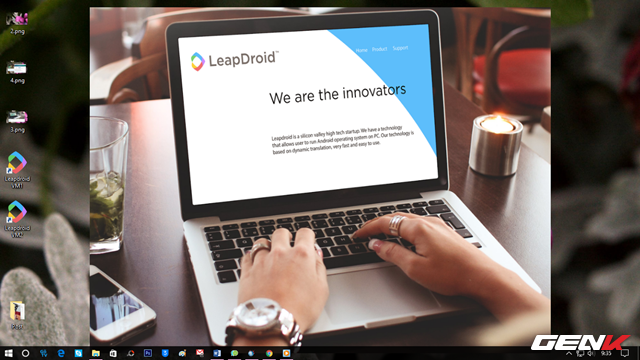 2.png
4.png
3.png
Leapdroid
VM1
Leapdroid
VM2
LeapDroid™
Home Product Support
We are the innovators
Leapdroid is a silicon valley high tech startup. We have a technology
that allows user to run Android operating system on PC. Our technology is
based on dynamic translation, very fast and easy to use.
9:35
GENK